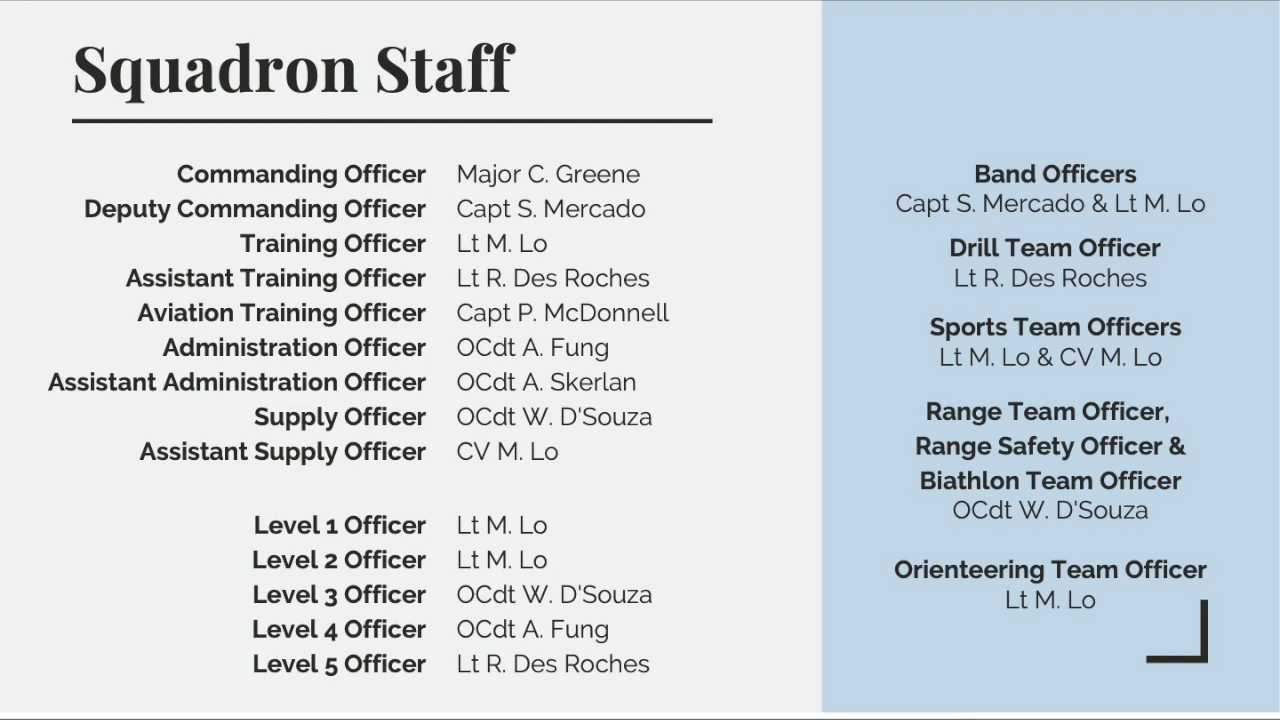 Squadron Staff
Commanding Officer Major C. Greene
Deputy Commanding Officer Capt S. Mercado
Training Officer Lt M. Lo
Assistant Training Officer Lt R. Des Roches
Aviation Training Officer Capt P. McDonnell
Administration Officer OCdt A. Fung
Assistant Administration Officer OCdt A. Skerlan
Supply Officer OCdt W. D'Souza
Assistant Supply Officer CV M. Lo
Level 1 Officer Lt M. Lo
Level 2 Officer Lt M. Lo
Level 3 Officer OCdt W. D'Souza
Level 4 Officer OCdt A. Fung
Level 5 Officer Lt R. Des Roches
Band Officers
Capt S. Mercado & Lt M. Lo
Drill Team Officer
Lt R. Des Roches
Sports Team Officers
Lt M. Lo & CV M. Lo
Range Team Officer,
Range Safety Officer &
Biathlon Team Officer
OCdt W. D'Souza
Orienteering Team Officer
Lt M. Lo